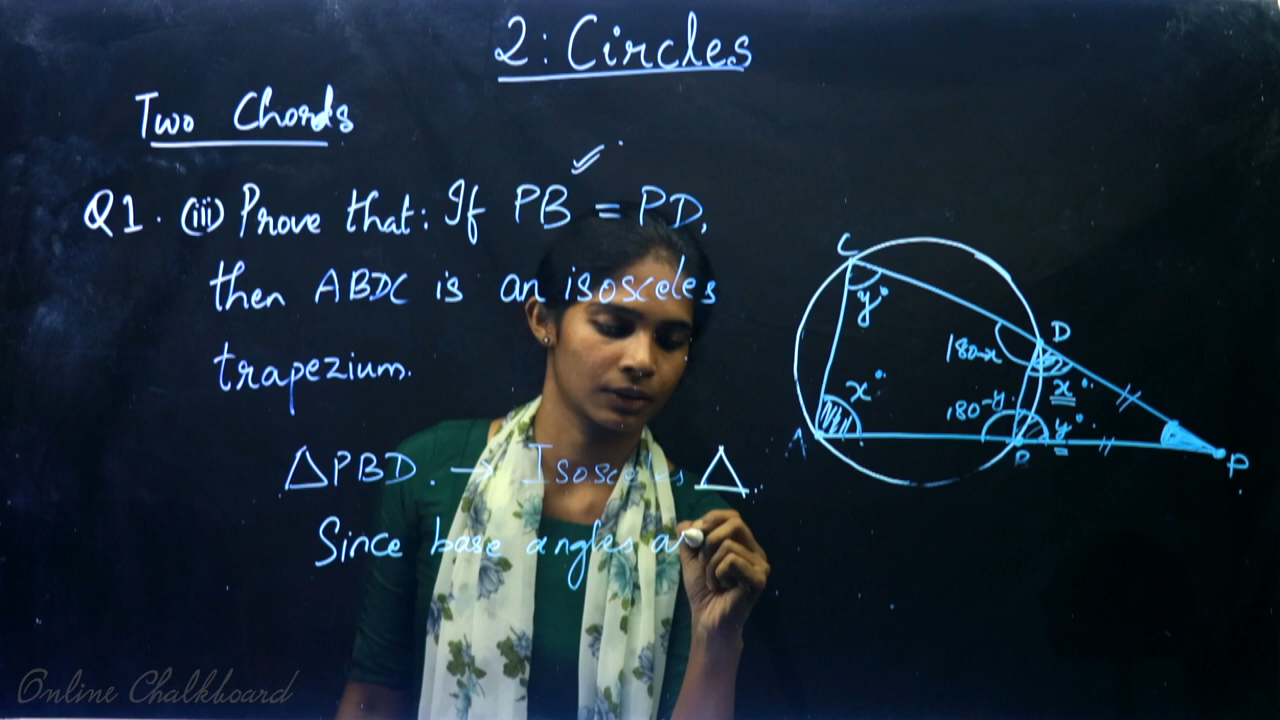 2: Circles
Two Chords
Q1. (iii) Prove that: If PB = PD,
then ABDC is an isosceles
trapezium.
△PBD. → Isosceles △.
Since base angles a
C
y°
D
180-x
x°
x°
180-y.
y°
A
B
P
Online Chalkboard